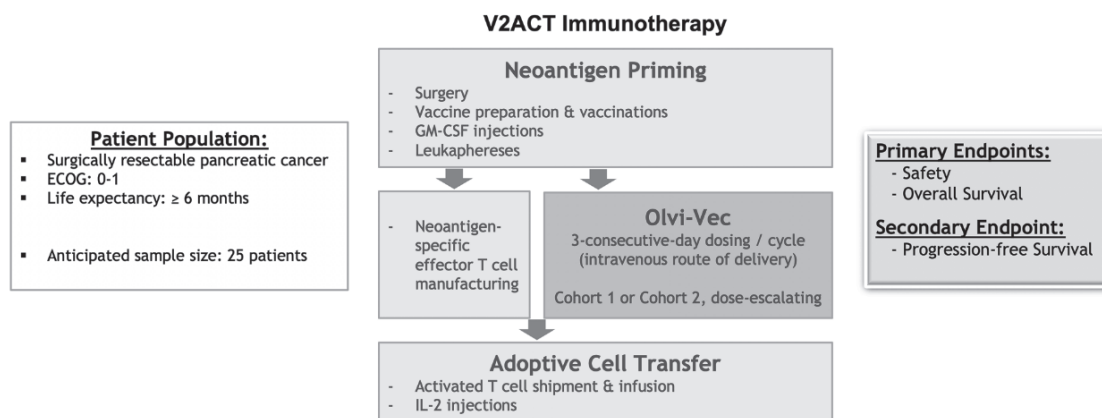 V2ACT Immunotherapy
Neoantigen Priming
- Surgery
- Vaccine preparation & vaccinations
- GM-CSF injections
- Leukaphereses
Patient Population:
▪ Surgically resectable pancreatic cancer
▪ ECOG: 0-1
▪ Life expectancy: ≥ 6 months
▪ Anticipated sample size: 25 patients
- Neoantigen-
specific
effector T cell
manufacturing
Olvi-Vec
3-consecutive-day dosing / cycle
(intravenous route of delivery)
Cohort 1 or Cohort 2, dose-escalating
Primary Endpoints:
- Safety
- Overall Survival
Secondary Endpoint:
- Progression-free Survival
Adoptive Cell Transfer
- Activated T cell shipment & infusion
- IL-2 injections